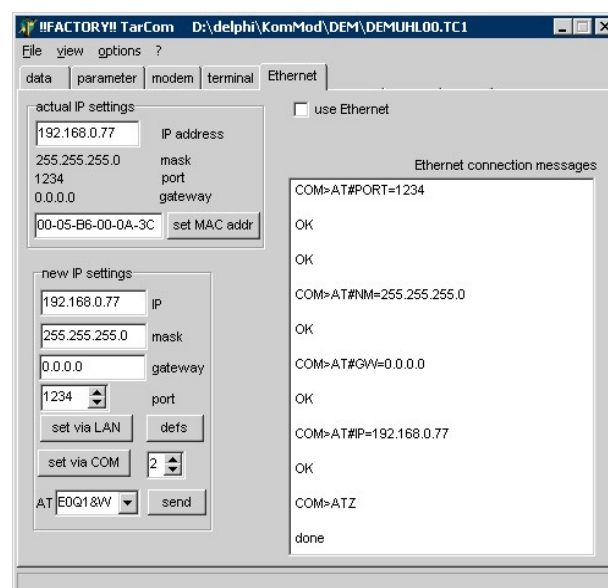 !!FACTORY!! TarCom D:\delphi\KomMod\DEM\DEMUHL00.TC1
File view options ?
data parameter modem terminal Ethernet
actual IP settings
192.168.0.77 IP address
255.255.255.0 mask
1234 port
0.0.0.0 gateway
00-05-B6-00-0A-3C set MAC addr
new IP settings
192.168.0.77 IP
255.255.255.0 mask
0.0.0.0 gateway
1234 port
set via LAN defs
set via COM 2
AT E0Q1&W send
use Ethernet
Ethernet connection messages
COM>AT#PORT=1234
OK
OK
COM>AT#NM=255.255.255.0
OK
COM>AT#GW=0.0.0.0
OK
COM>AT#IP=192.168.0.77
OK
COM>ATZ
done